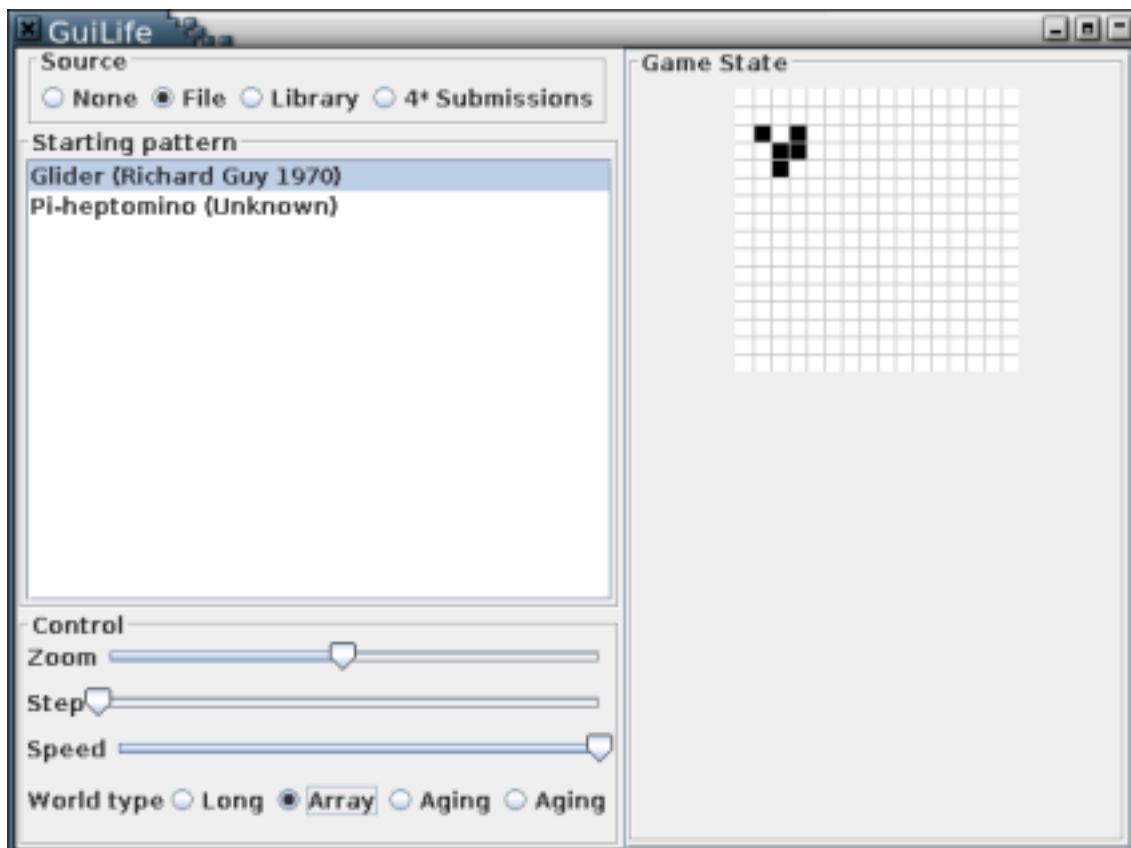 GuiLife
Source
None File Library 4* Submissions
Starting pattern
Glider (Richard Guy 1970)
Pi-heptomino (Unknown)
Control
Zoom
Step
Speed
World type Long Array Aging Aging
Game State